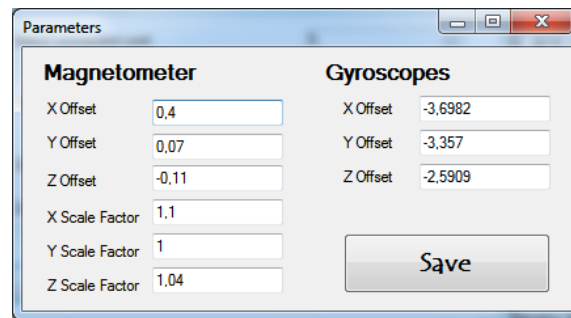 Parameters
Magnetometer
X Offset 0,4
Y Offset 0,07
Z Offset -0,11
X Scale Factor 1,1
Y Scale Factor 1
Z Scale Factor 1,04
Gyroscopes
X Offset -3,6982
Y Offset -3,357
Z Offset -2,5909
Save